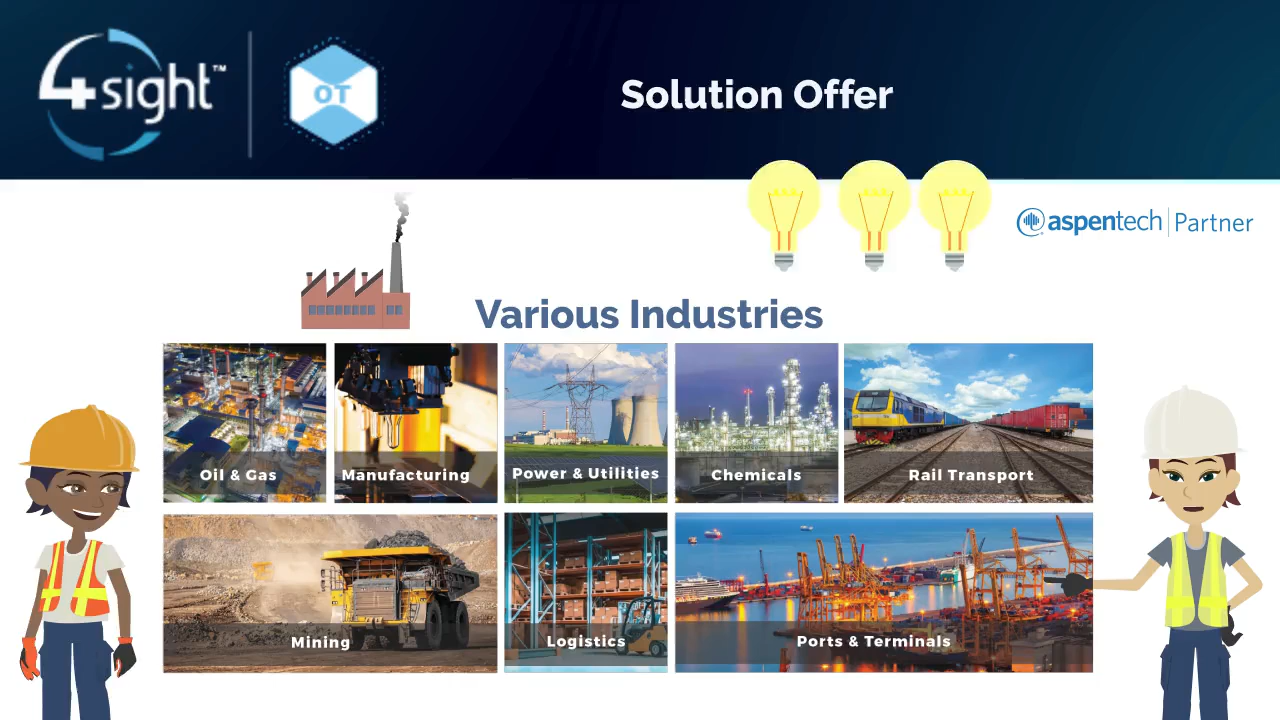 4sight™
OT
Solution Offer
aspentech | Partner
Various Industries
Oil & Gas
Manufacturing
Power & Utilities
Chemicals
Rail Transport
Mining
Logistics
Ports & Terminals